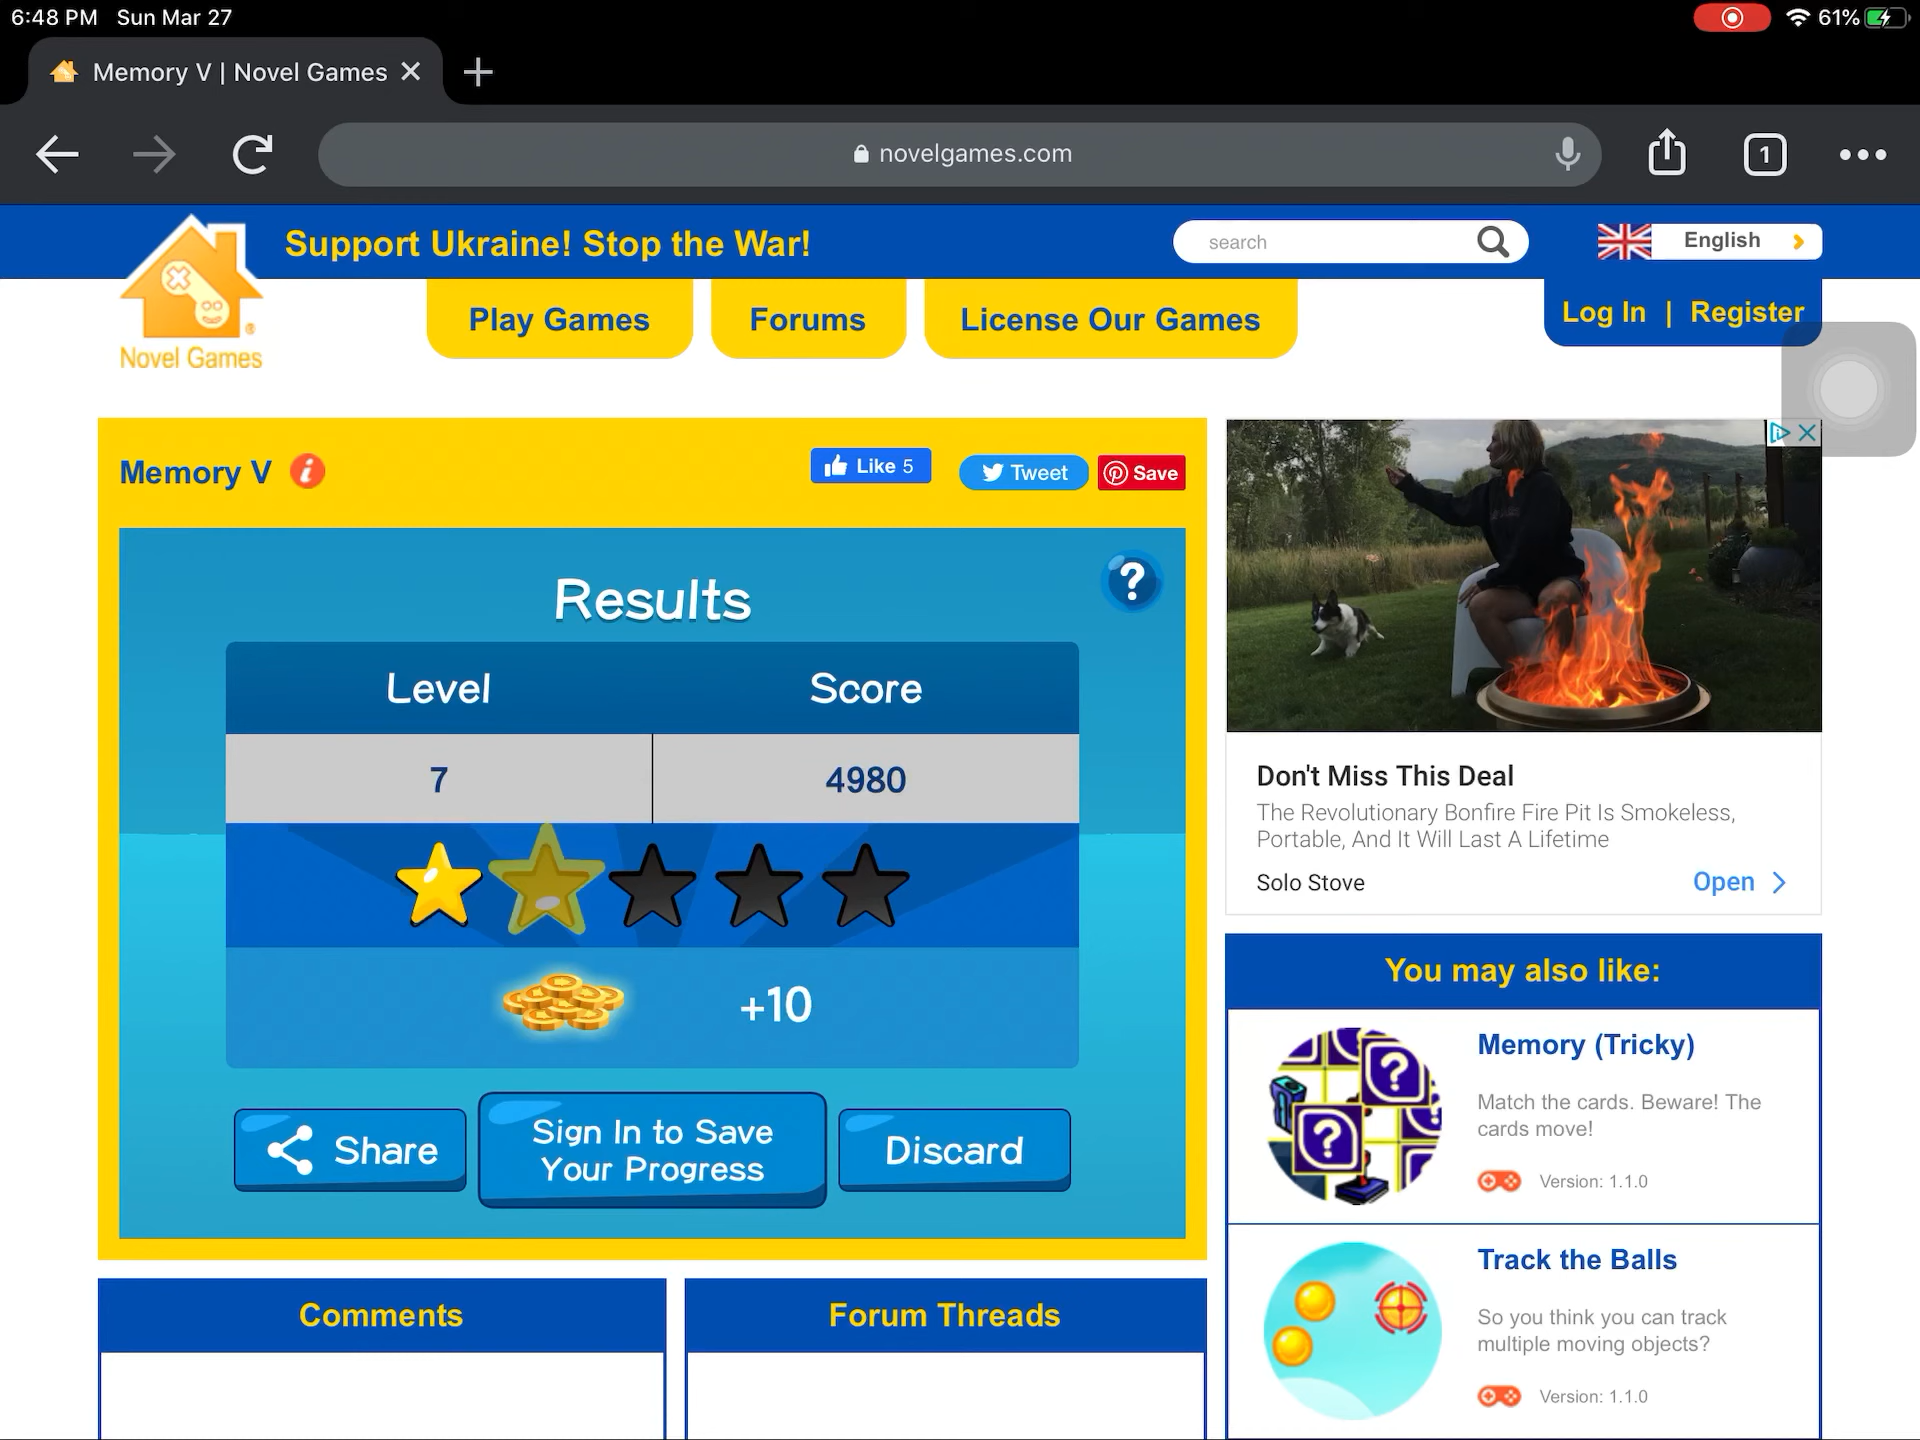 6:48 PM Sun Mar 27
61%
Memory V | Novel Games
novelgames.com
1
Support Ukraine! Stop the War!
search
English
Novel Games
Play Games
Forums
License Our Games
Log In | Register
Memory V
Like 5
Tweet
Save
Results
?
Level
Score
7
4980
+10
Share
Sign In to Save
Your Progress
Discard
Don't Miss This Deal
The Revolutionary Bonfire Fire Pit Is Smokeless,
Portable, And It Will Last A Lifetime
Solo Stove
Open
You may also like:
Memory (Tricky)
Match the cards. Beware! The
cards move!
Version: 1.1.0
Track the Balls
So you think you can track
multiple moving objects?
Version: 1.1.0
Comments
Forum Threads